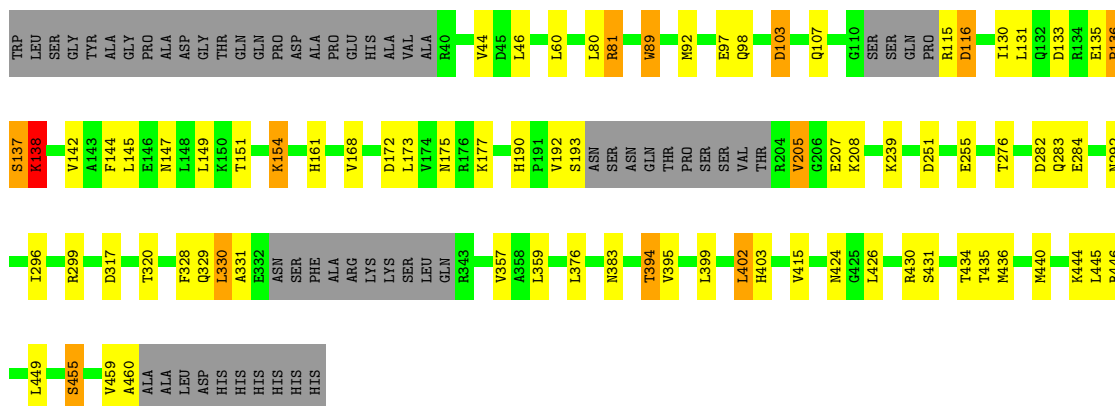 TRP LEU SER GLY TYR ALA GLY PRO ALA ASP GLY THR GLN GLN PRO ASP ALA PRO GLU HIS ALA VAL ALA R40 V44 D45 L46 L60 L80 R81 W89 M92 E97 Q98 D103 Q107 G110 SER SER GLN PRO R115 D116 I130 L131 Q132 D133 R134 E135
S137 K138 V142 A143 F144 L145 E146 N147 L148 L149 K150 T151 K154 H161 V168 D172 L173 V174 N175 R176 K177 H190 P191 V192 S193 ASN SER ASN GLN THR PRO SER SER VAL THR R204 V205 G206 E207 K208 K239 D251 E255 T276 D282 Q283 E284
I296 R299 D317 T320 F328 Q329 L330 A331 E332 ASN SER PHE ALA ARG LYS LYS SER LEU GLN R343 V357 A358 L359 L376 N383 T394 V395 L399 L402 H403 V415 N424 G425 L426 R430 S431 T434 T435 M436 M440 K444 L445
L449 S455 V459 A460 ALA ALA LEU ASP HIS HIS HIS HIS HIS HIS